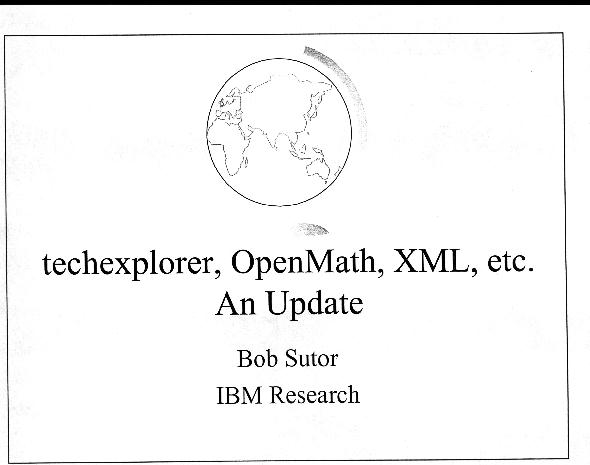 techexplorer, OpenMath, XML, etc.
An Update
Bob Sutor
IBM Research